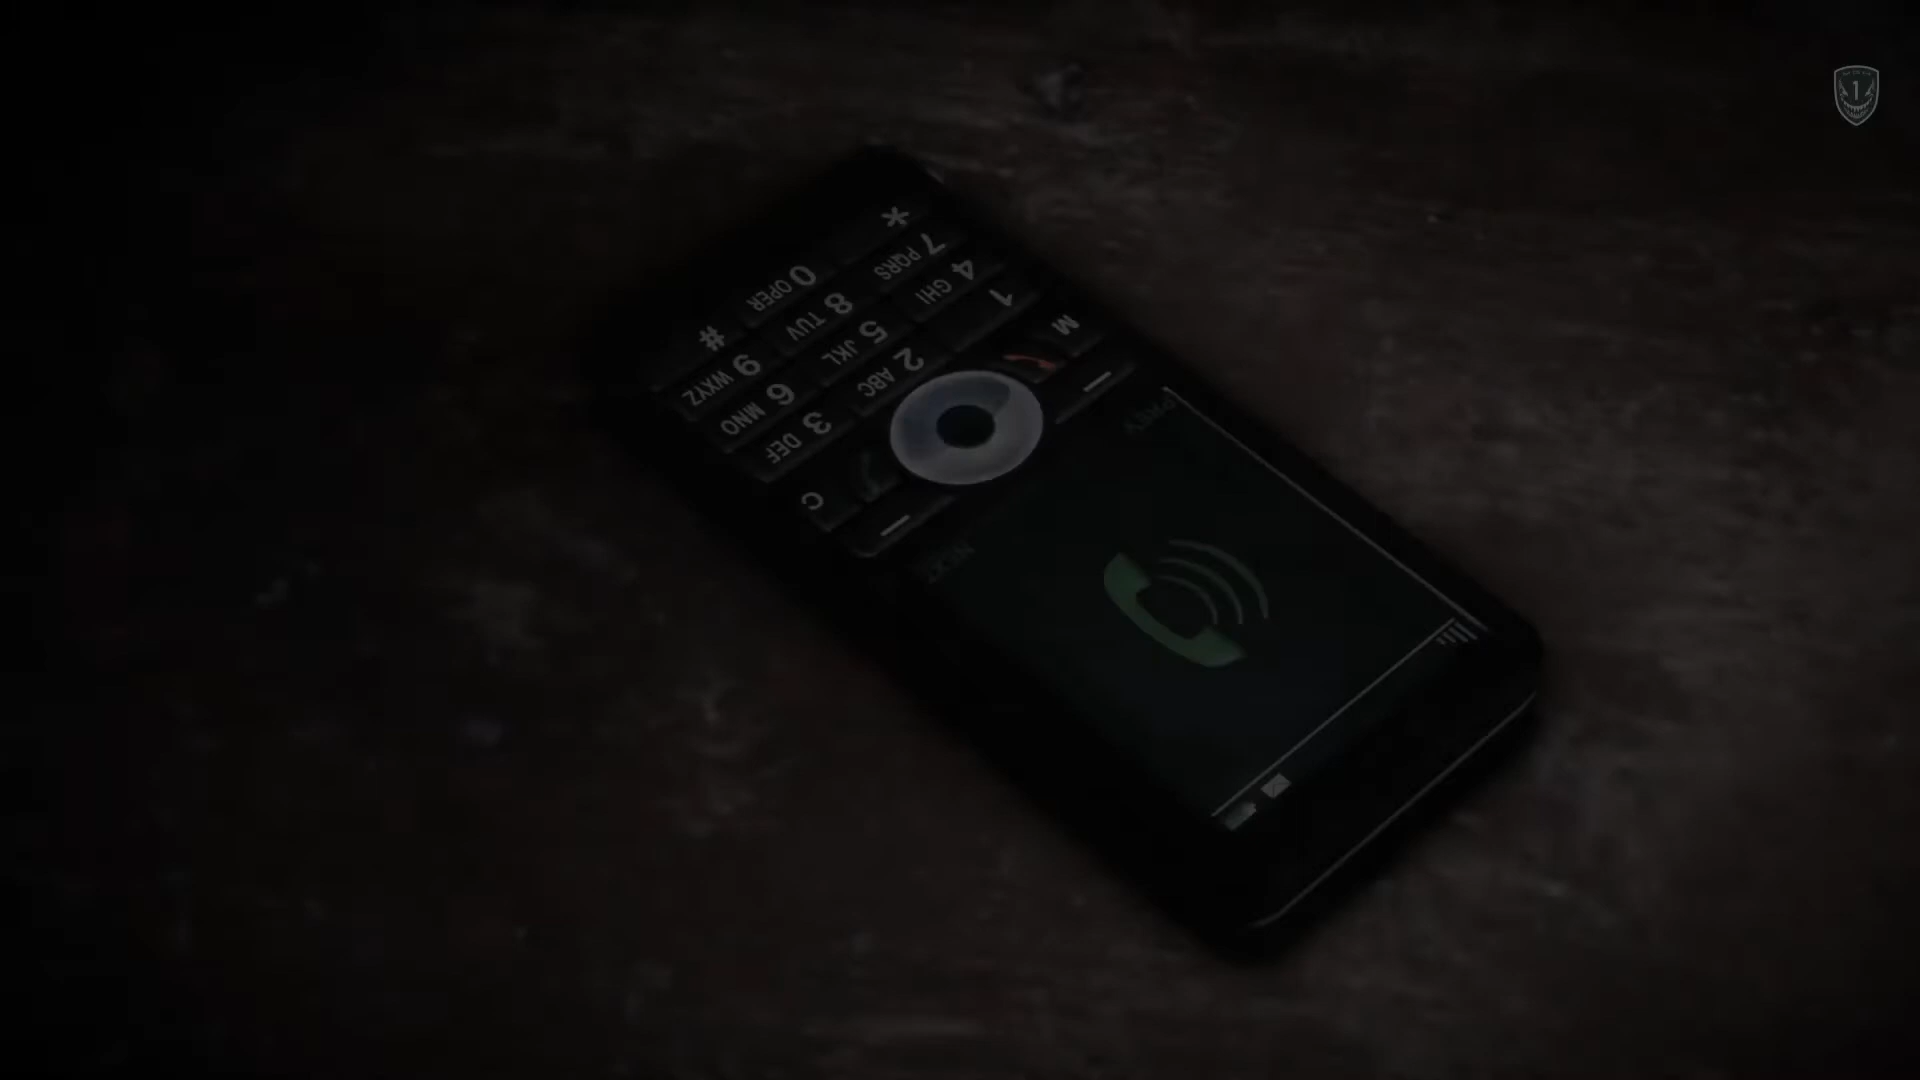 M
C
1
2 ABC
3 DEF
4 GHI
5 JKL
6 MNO
7 PQRS
8 TUV
9 WXYZ
*
0 OPER
#
1